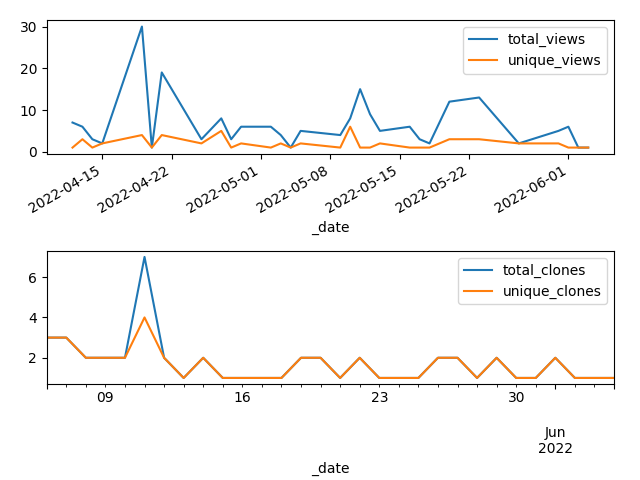 30
20
10
0
total_views
unique_views
2022-04-15
2022-04-22
2022-05-01
2022-05-08
2022-05-15
2022-05-22
2022-06-01
_date
6
4
2
total_clones
unique_clones
09
16
23
30
Jun
2022
_date